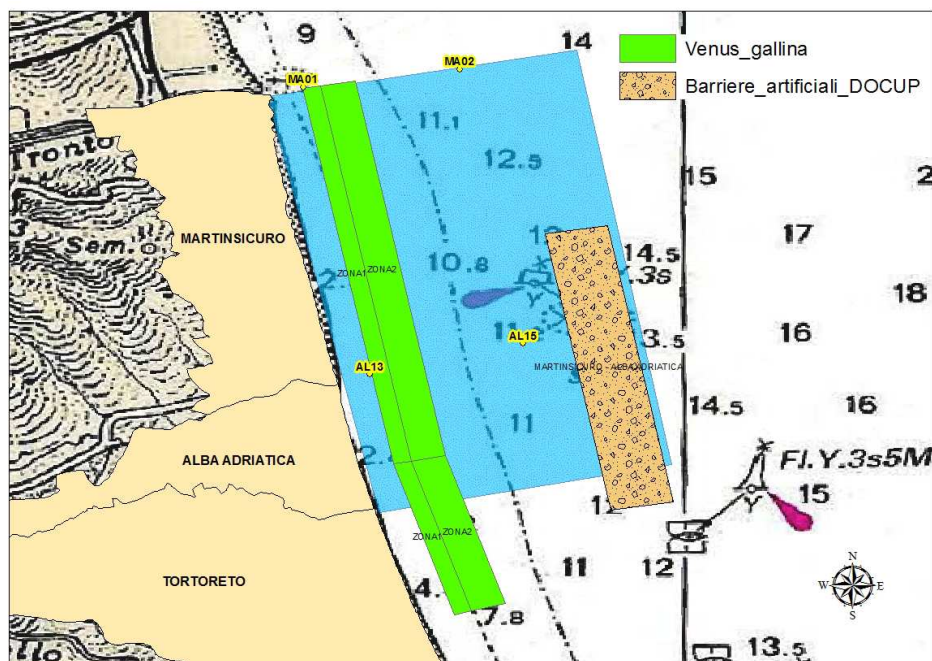 9
14
MA01
MA02
Venus_gallina
Barriere_artificiali_DOCUP
11.1
12.5
Tronto
15
2
MARTINSICURO
Sem.
17
14.5
ZONA1
ZONA2
10.8
Y.3s
18
16
AL15
3.5
AL13
MARTINSICURO - ALBA ADRIATICA
14.5
16
11
ALBA ADRIATICA
Fl.Y.3s5M
15
12
ZONA1
ZONA2
N
W
E
S
11
12
TORTORETO
4.
7.8
13.5